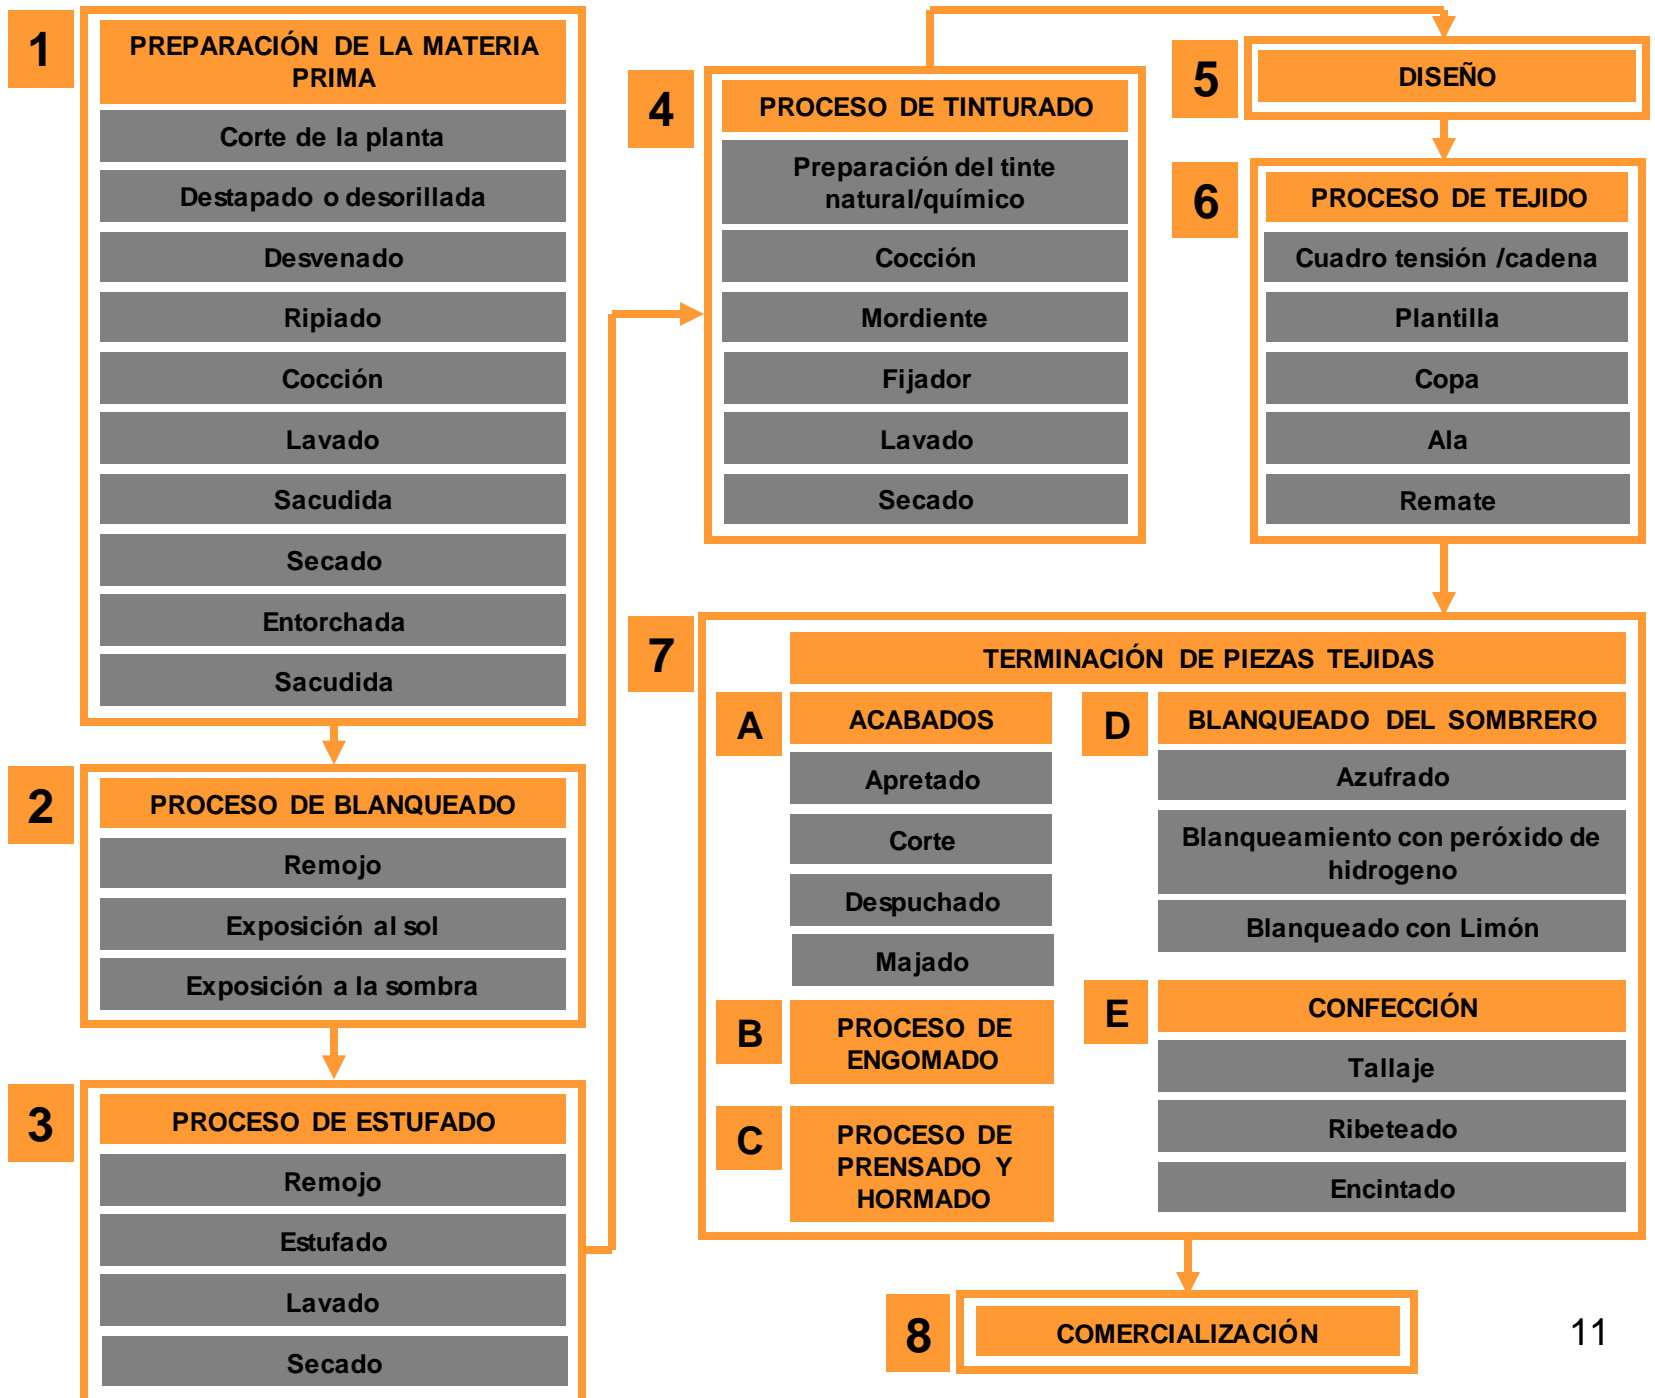 1
PREPARACIÓN DE LA MATERIA
PRIMA
Corte de la planta
Destapado o desorillada
Desvenado
Ripiado
Cocción
Lavado
Sacudida
Secado
Entorchada
Sacudida
2
PROCESO DE BLANQUEADO
Remojo
Exposición al sol
Exposición a la sombra
3
PROCESO DE ESTUFADO
Remojo
Estufado
Lavado
Secado
4
PROCESO DE TINTURADO
Preparación del tinte
natural/químico
Cocción
Mordiente
Fijador
Lavado
Secado
5
DISEÑO
6
PROCESO DE TEJIDO
Cuadro tensión /cadena
Plantilla
Copa
Ala
Remate
7
TERMINACIÓN DE PIEZAS TEJIDAS
A
ACABADOS
Apretado
Corte
Despuchado
Majado
B
PROCESO DE
ENGOMADO
C
PROCESO DE
PRENSADO Y
HORMADO
D
BLANQUEADO DEL SOMBRERO
Azufrado
Blanqueamiento con peróxido de
hidrogeno
Blanqueado con Limón
E
CONFECCIÓN
Tallaje
Ribeteado
Encintado
8
COMERCIALIZACIÓN
11